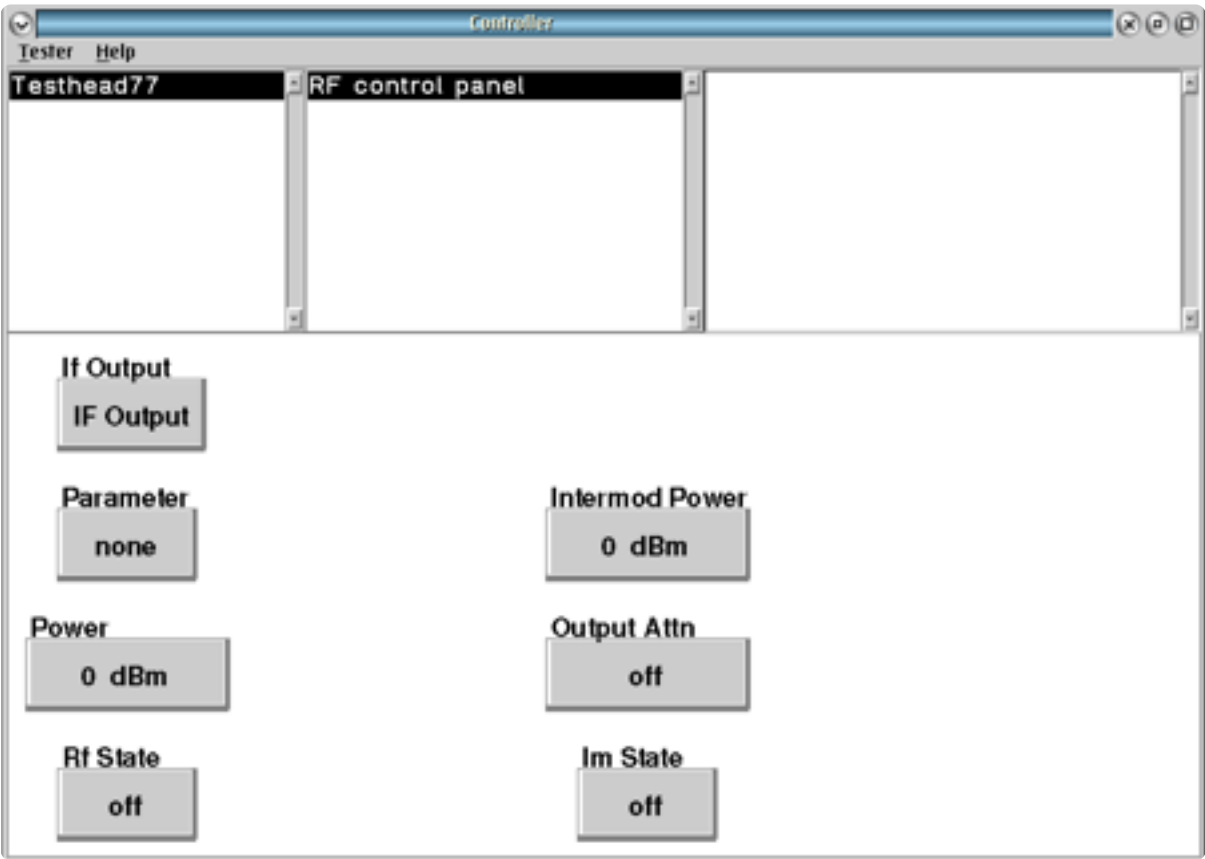 Controller
Tester Help
Testhead77
RF control panel
If Output
IF Output
Parameter
none
Intermod Power
0 dBm
Power
0 dBm
Output Attn
off
Rf State
off
Im State
off